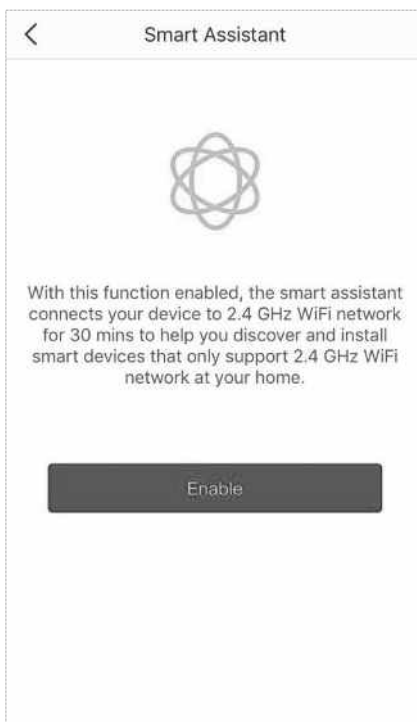 Smart Assistant
With this function enabled, the smart assistant
connects your device to 2.4 GHz WiFi network
for 30 mins to help you discover and install
smart devices that only support 2.4 GHz WiFi
network at your home.
Enable